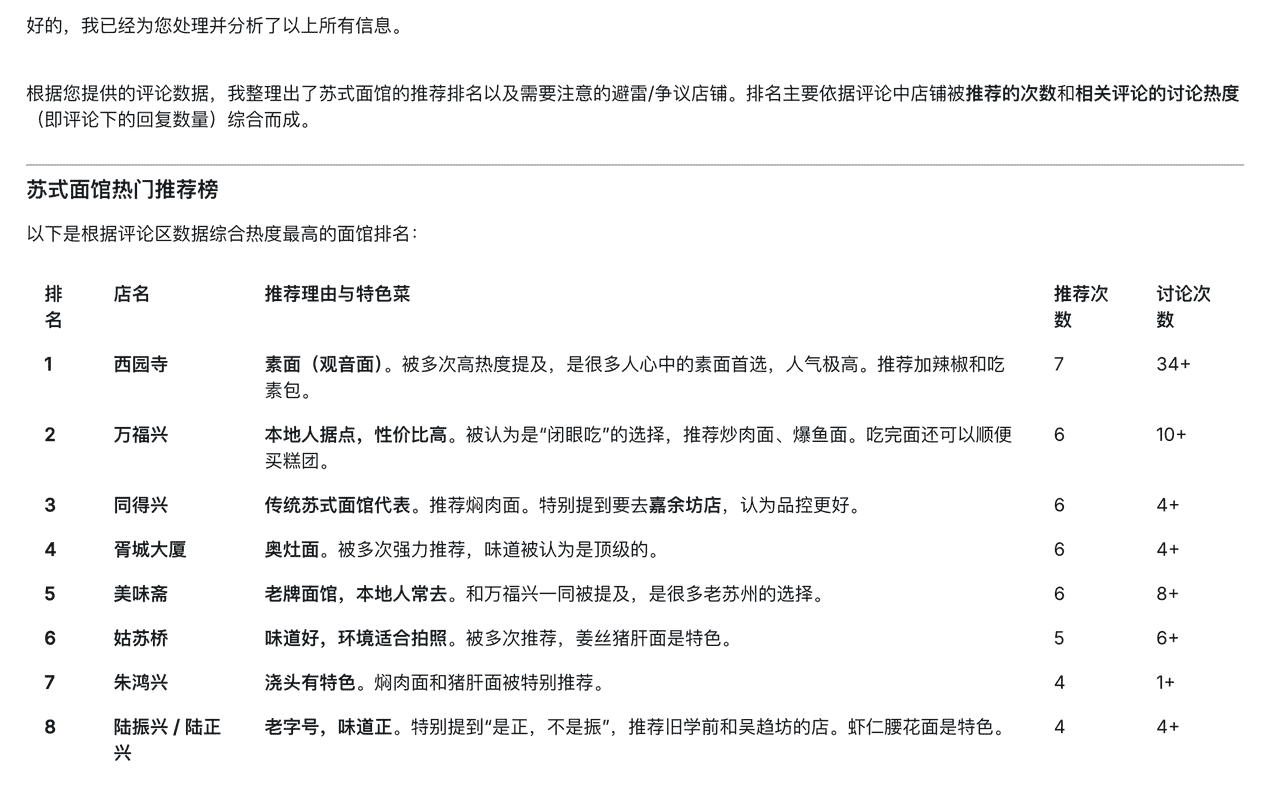 好的，我已经为您处理并分析了以上所有信息。
根据您提供的评论数据，我整理出了苏式面馆的推荐排名以及需要注意的避雷/争议店铺。排名主要依据评论中店铺被推荐的次数和相关评论的讨论热度
（即评论下的回复数量）综合而成。
苏式面馆热门推荐榜
以下是根据评论区数据综合热度最高的面馆排名：
排名 店名 推荐理由与特色菜 推荐次数 讨论次数
1 西园寺 素面（观音面）。被多次高热度提及，是很多人心中的素面首选，人气极高。推荐加辣椒和吃 7 34+
素包。
2 万福兴 本地人据点，性价比高。被认为是“闭眼吃”的选择，推荐炒肉面、爆鱼面。吃完面还可以顺便 6 10+
买糕团。
3 同得兴 传统苏式面馆代表。推荐焖肉面。特别提到要去嘉余坊店，认为品控更好。 6 4+
4 胥城大厦 奥灶面。被多次强力推荐，味道被认为是顶级的。 6 4+
5 美味斋 老牌面馆，本地人常去。和万福兴一同被提及，是很多老苏州的选择。 6 8+
6 姑苏桥 味道好，环境适合拍照。被多次推荐，姜丝猪肝面是特色。 5 6+
7 朱鸿兴 浇头有特色。焖肉面和猪肝面被特别推荐。 4 1+
8 陆振兴 / 陆正兴 老字号，味道正。特别提到“是正，不是振”，推荐旧学前和吴趋坊的店。虾仁腰花面是特色。 4 4+